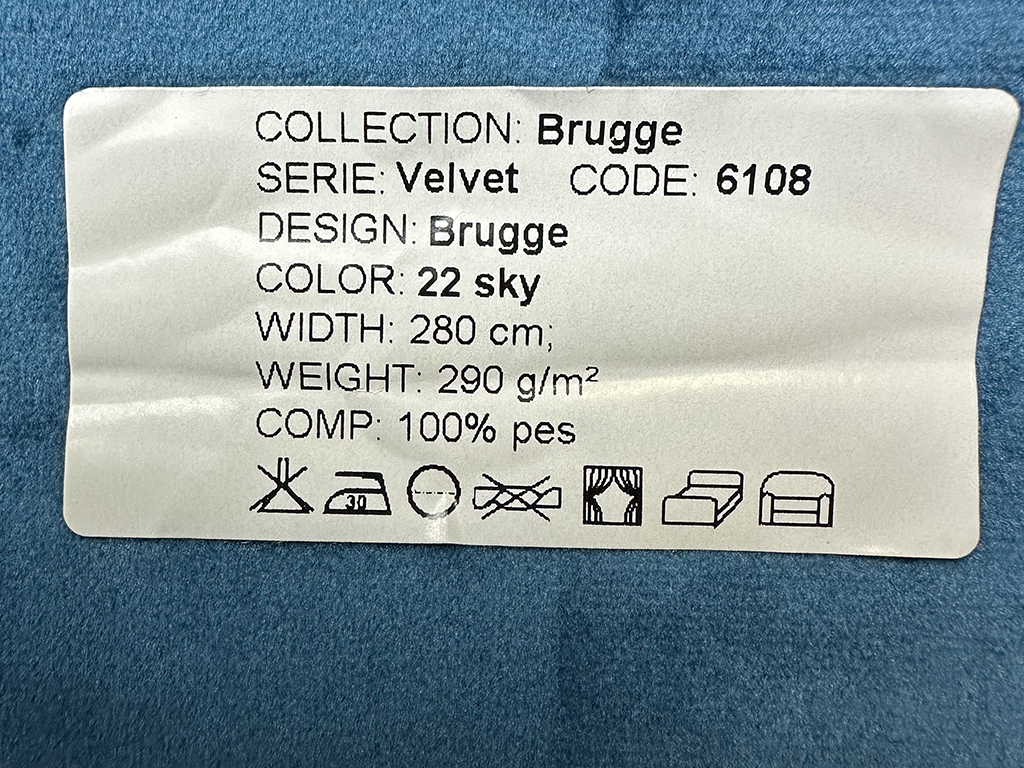 COLLECTION: Brugge
SERIE: Velvet CODE: 6108
DESIGN: Brugge
COLOR: 22 sky
WIDTH: 280 cm;
WEIGHT: 290 g/m²
COMP: 100% pes
30